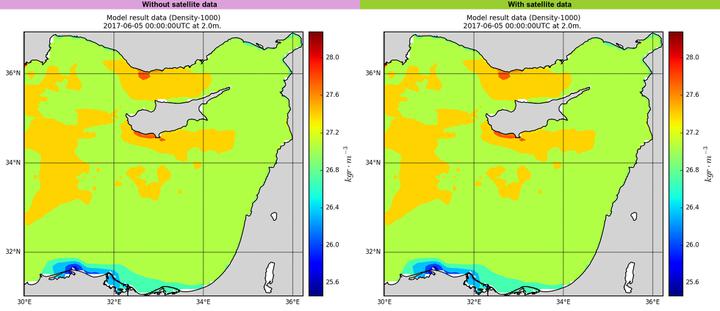 Without satellite data
With satellite data
Model result data (Density-1000)
2017-06-05 00:00:00UTC at 2.0m.
36°N
34°N
32°N
30°E
32°E
34°E
36°E
28.0
27.6
27.2
26.8
26.4
26.0
25.6
kgr · m⁻³
Model result data (Density-1000)
2017-06-05 00:00:00UTC at 2.0m.
36°N
34°N
32°N
30°E
32°E
34°E
36°E
28.0
27.6
27.2
26.8
26.4
26.0
25.6
kgr · m⁻³